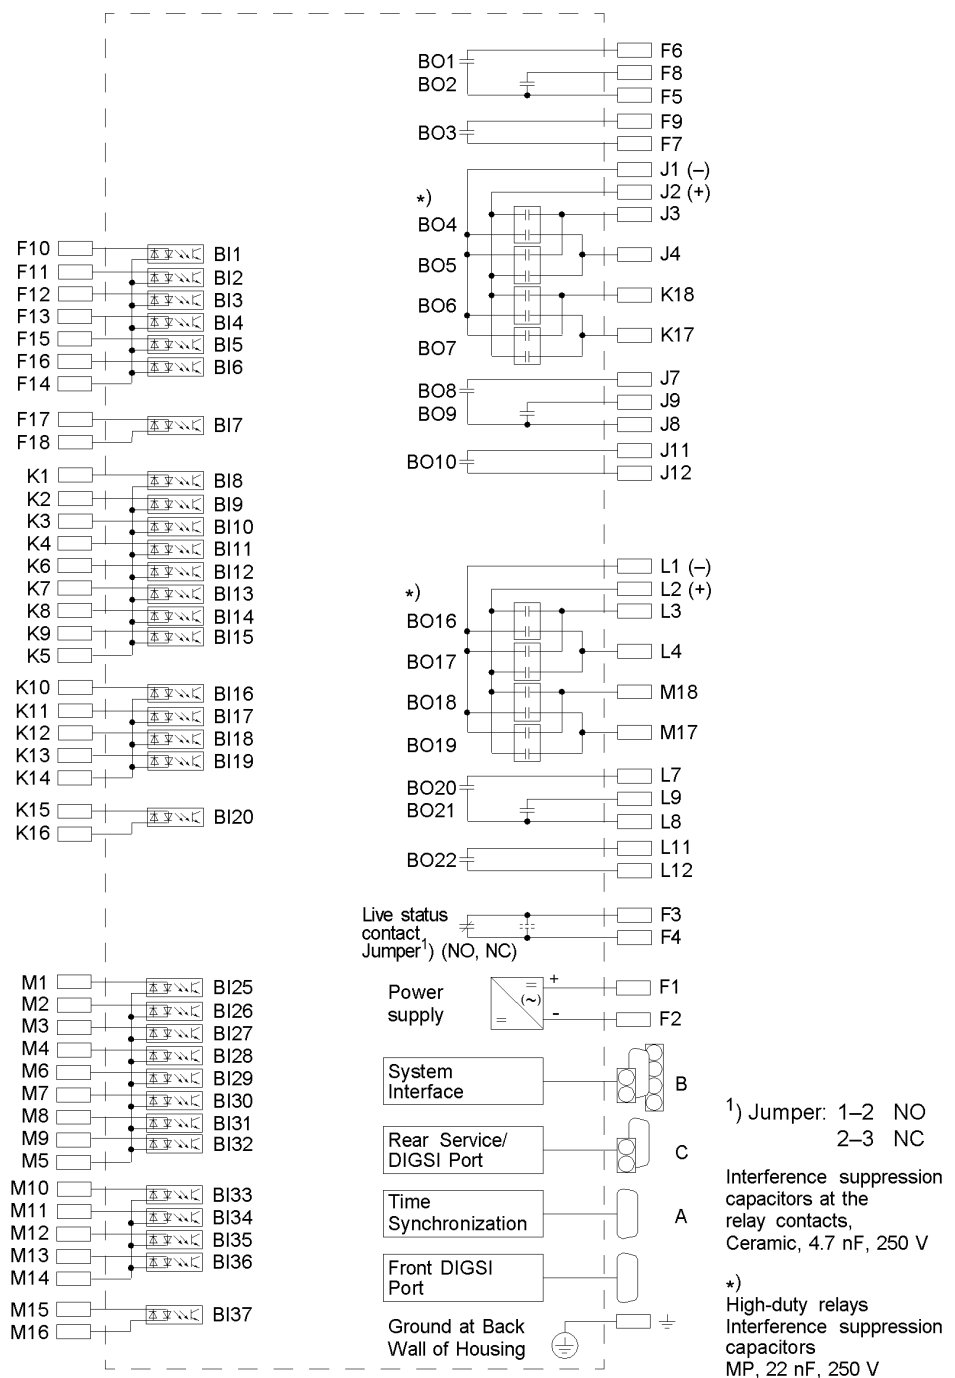 BO1
BO2
F6
F8
F5
BO3
F9
F7
*)
BO4
BO5
BO6
BO7
J1 (–)
J2 (+)
J3
J4
K18
K17
BO8
BO9
J7
J9
J8
BO10
J11
J12
*)
BO16
BO17
BO18
BO19
L1 (–)
L2 (+)
L3
L4
M18
M17
BO20
BO21
L7
L9
L8
BO22
L11
L12
Live status
contact
Jumper1) (NO, NC)
F3
F4
Power
supply
+
(~)
-
F1
F2
System
Interface
B
Rear Service/
DIGSI Port
C
Time
Synchronization
A
Front DIGSI
Port
Ground at Back
Wall of Housing
F10
F11
F12
F13
F15
F16
F14
BI1
BI2
BI3
BI4
BI5
BI6
F17
F18
BI7
K1
K2
K3
K4
K6
K7
K8
K9
K5
BI8
BI9
BI10
BI11
BI12
BI13
BI14
BI15
K10
K11
K12
K13
K14
BI16
BI17
BI18
BI19
K15
K16
BI20
M1
M2
M3
M4
M6
M7
M8
M9
M5
BI25
BI26
BI27
BI28
BI29
BI30
BI31
BI32
M10
M11
M12
M13
M14
BI33
BI34
BI35
BI36
M15
M16
BI37
1) Jumper: 1–2 NO
2–3 NC
Interference suppression
capacitors at the
relay contacts,
Ceramic, 4.7 nF, 250 V
*)
High-duty relays
Interference suppression
capacitors
MP, 22 nF, 250 V